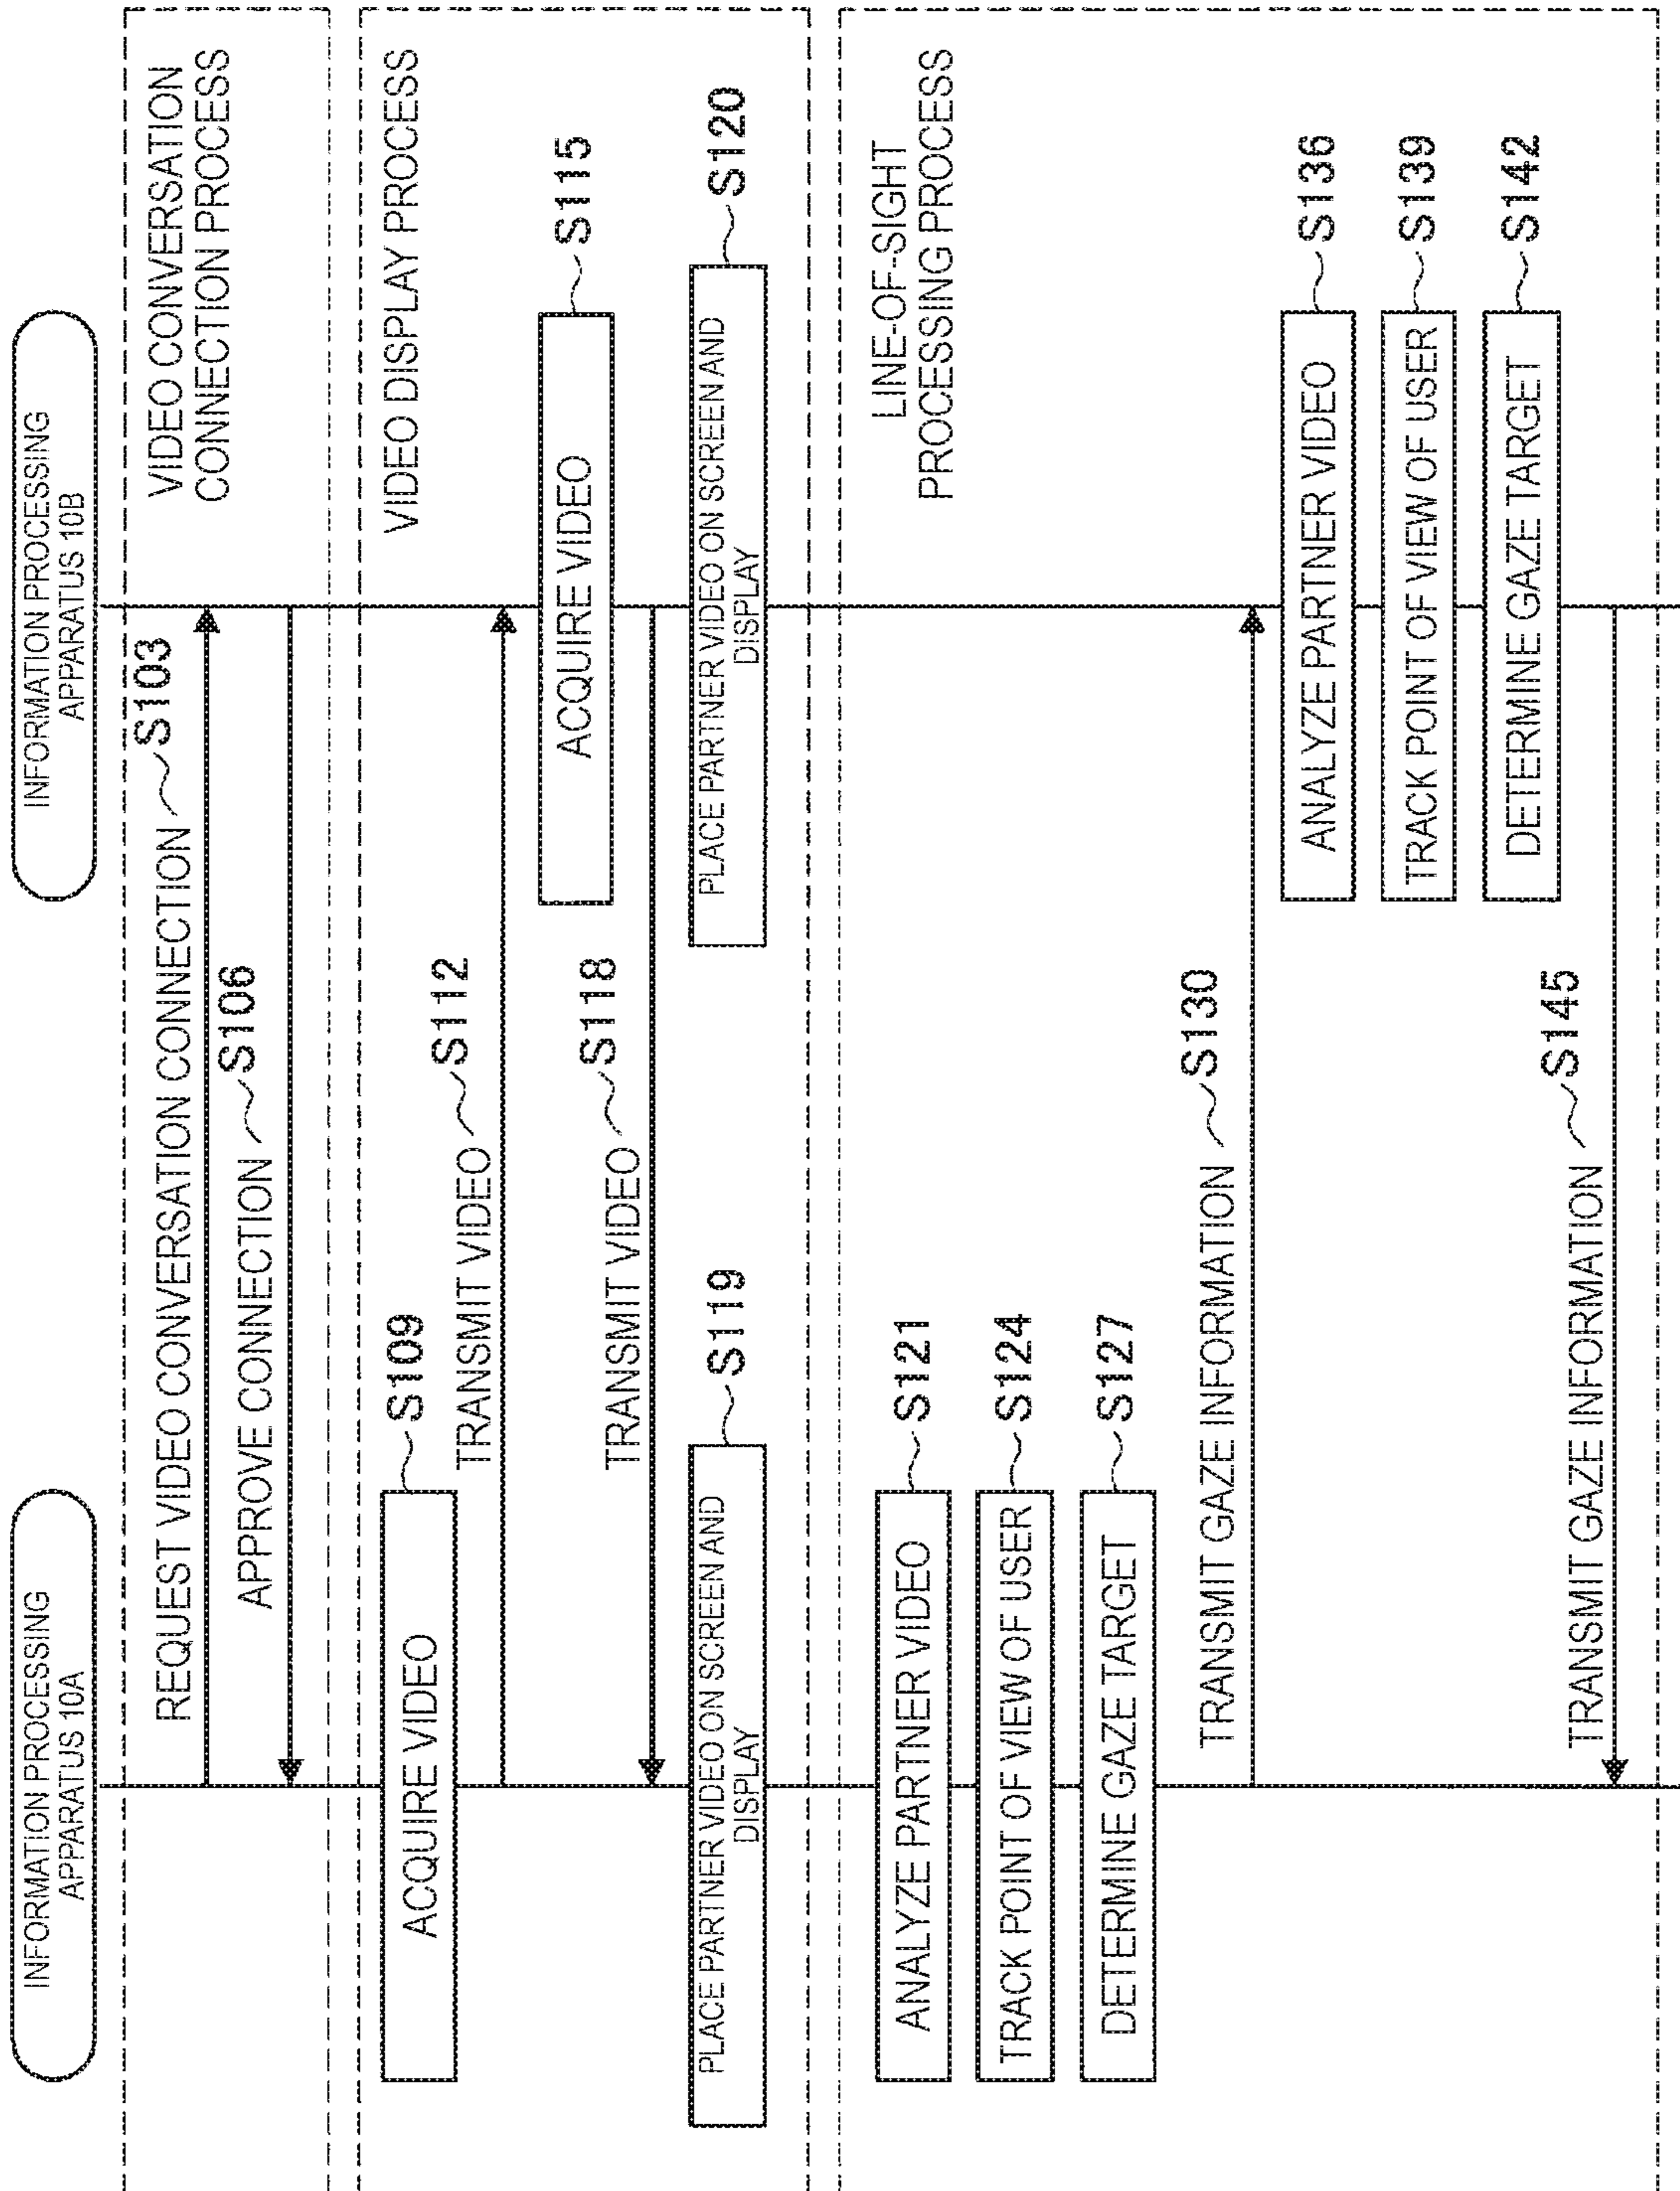 INFORMATION PROCESSING
APPARATUS 10A
INFORMATION PROCESSING
APPARATUS 10B
VIDEO CONVERSATION
CONNECTION PROCESS
REQUEST VIDEO CONVERSATION CONNECTION S103
APPROVE CONNECTION S106
VIDEO DISPLAY PROCESS
ACQUIRE VIDEO S109
TRANSMIT VIDEO S112
ACQUIRE VIDEO S115
TRANSMIT VIDEO S118
PLACE PARTNER VIDEO ON SCREEN AND
DISPLAY
S119
PLACE PARTNER VIDEO ON SCREEN AND
DISPLAY
S120
LINE-OF-SIGHT
PROCESSING PROCESS
ANALYZE PARTNER VIDEO S121
TRACK POINT OF VIEW OF USER S124
DETERMINE GAZE TARGET S127
TRANSMIT GAZE INFORMATION S130
ANALYZE PARTNER VIDEO S136
TRACK POINT OF VIEW OF USER S139
DETERMINE GAZE TARGET S142
TRANSMIT GAZE INFORMATION S145